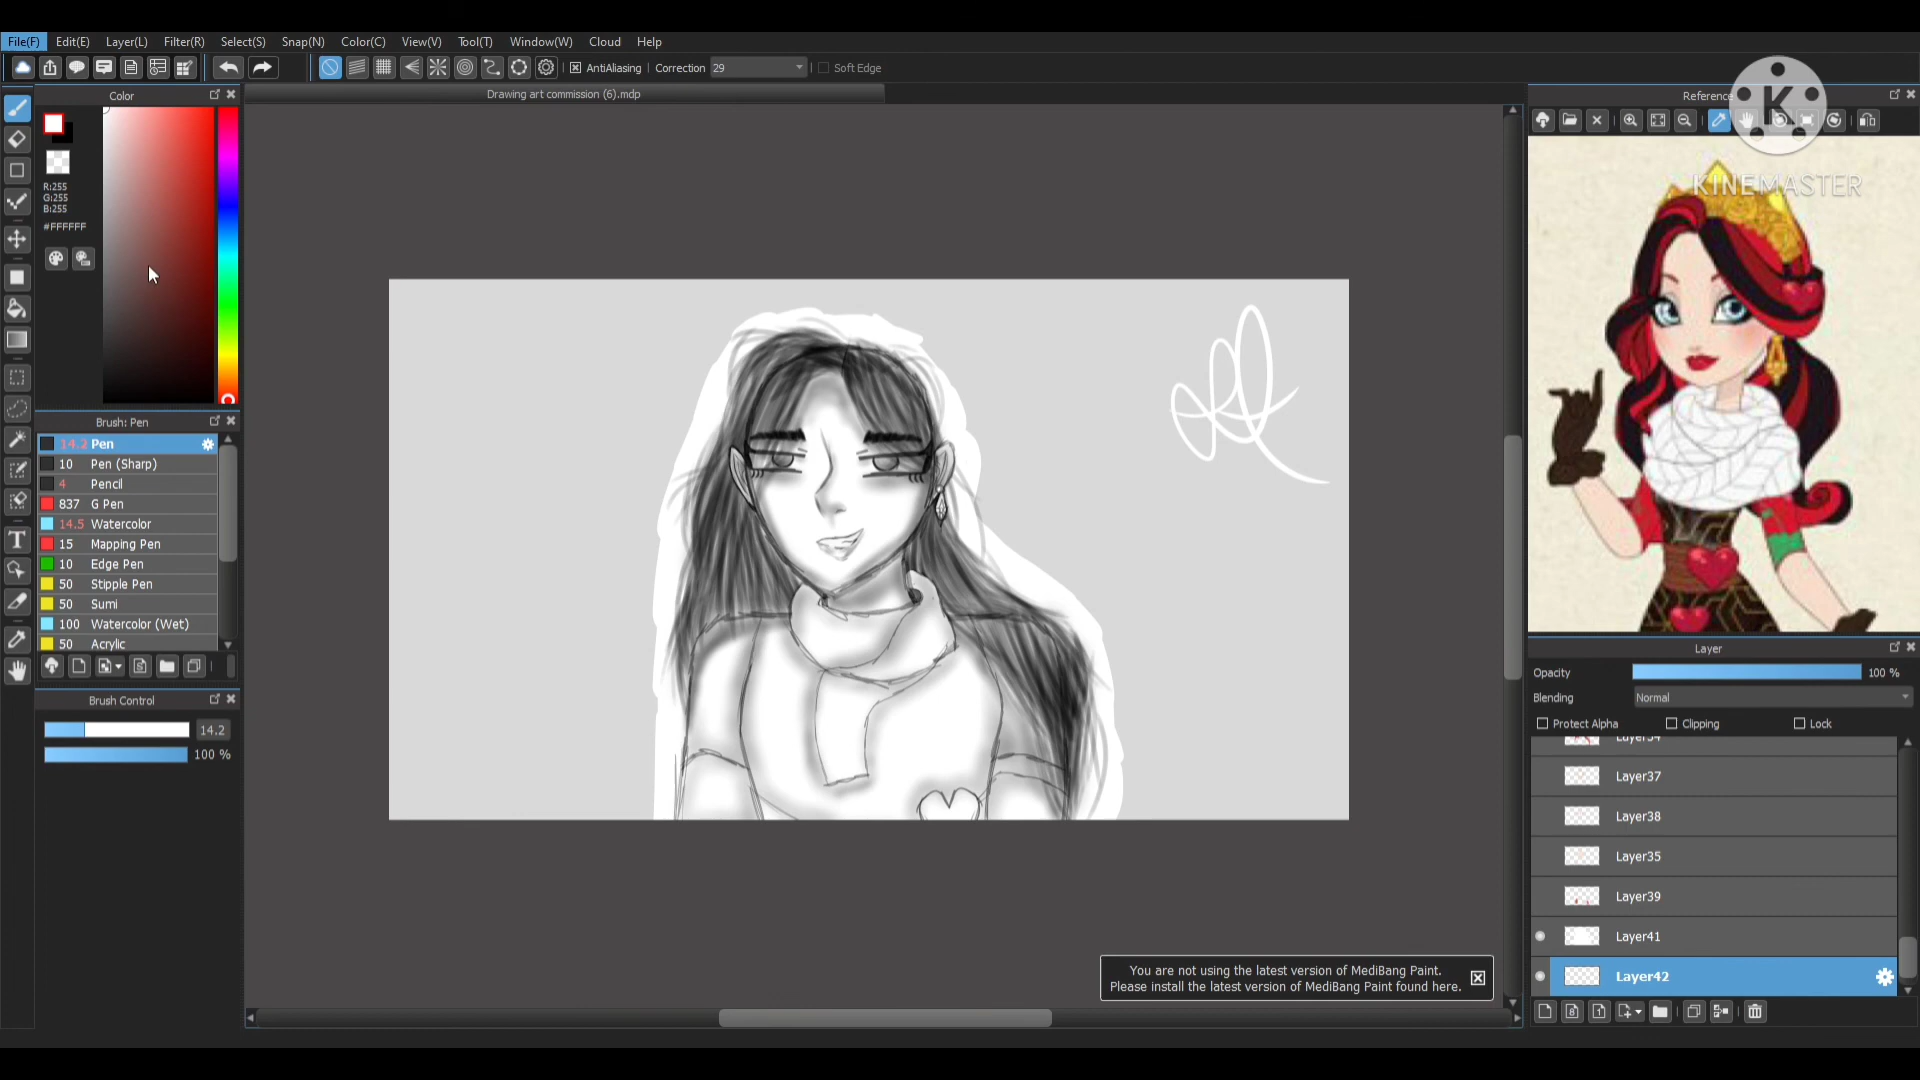 File(F) Edit(E) Layer(L) Filter(R) Select(S) Snap(N) Color(C) View(V) Tool(T) Window(W) Cloud Help
AntiAliasing Correction 29 Soft Edge
Color
Drawing art commission (6).mdp
Reference
K
KINEMASTER
R:255
G:255
B:255
#FFFFFF
Brush: Pen
14.2 Pen
10 Pen (Sharp)
4 Pencil
837 G Pen
14.5 Watercolor
15 Mapping Pen
10 Edge Pen
50 Stipple Pen
50 Sumi
100 Watercolor (Wet)
50 Acrylic
Brush Control
14.2
100 %
T
Layer
Opacity 100 %
Blending Normal
Protect Alpha Clipping Lock
Layer34
Layer37
Layer38
Layer35
Layer39
Layer41
Layer42
You are not using the latest version of MediBang Paint.
Please install the latest version of MediBang Paint found here.